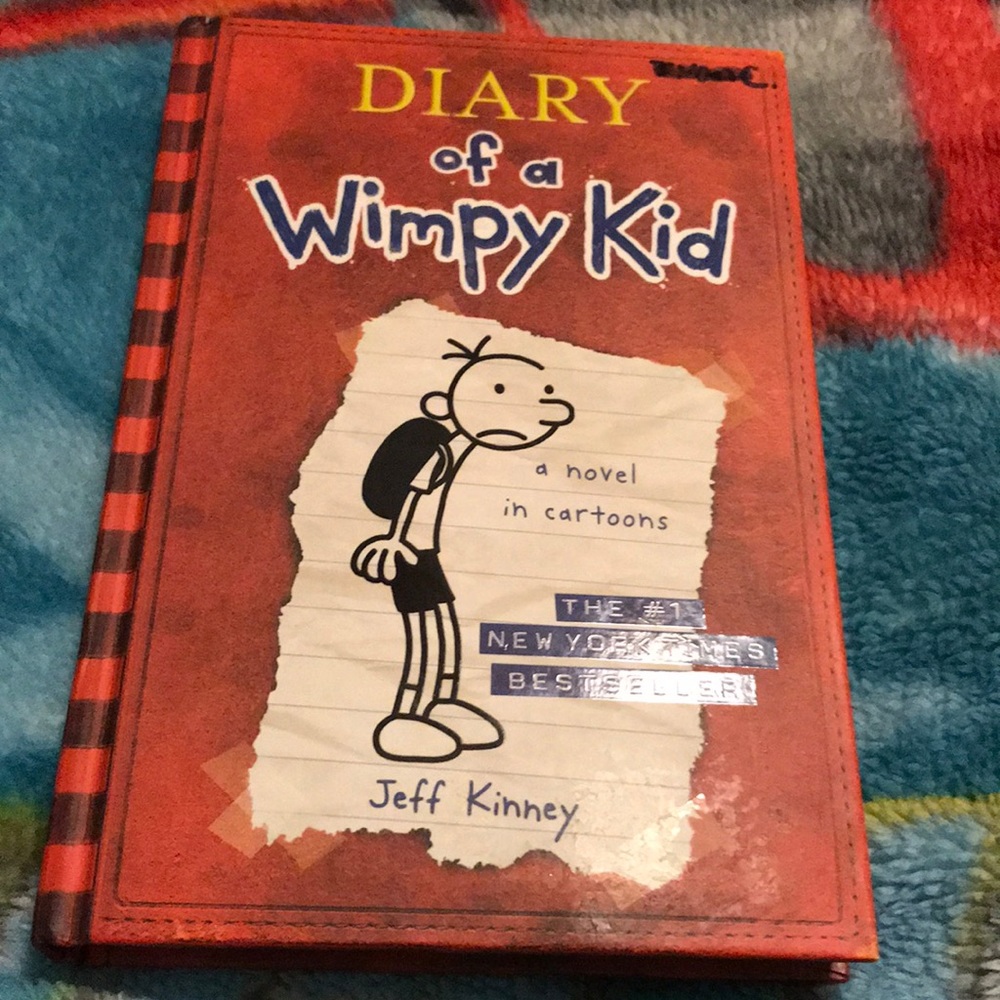 DIARY
of a
Wimpy Kid
a novel
in cartoons
THE #1
NEW YORK TIMES
BESTSELLER
Jeff Kinney